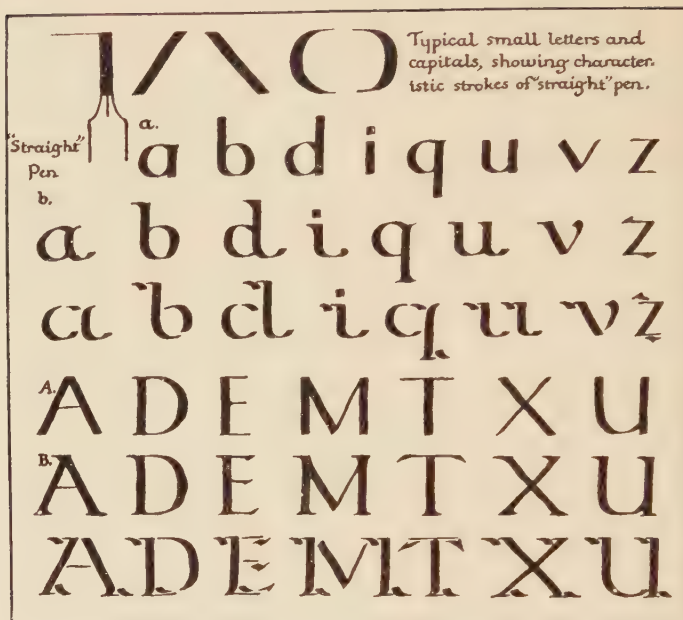 Typical small letters and
capitals, showing character-
istic strokes of "straight" pen.
"Straight"
Pen
a.
a b d i q u v z
b.
a b d i q u v z
a b d i q u v z
A.
A D E M T X U
B.
A D E M T X U
A D E M T X U